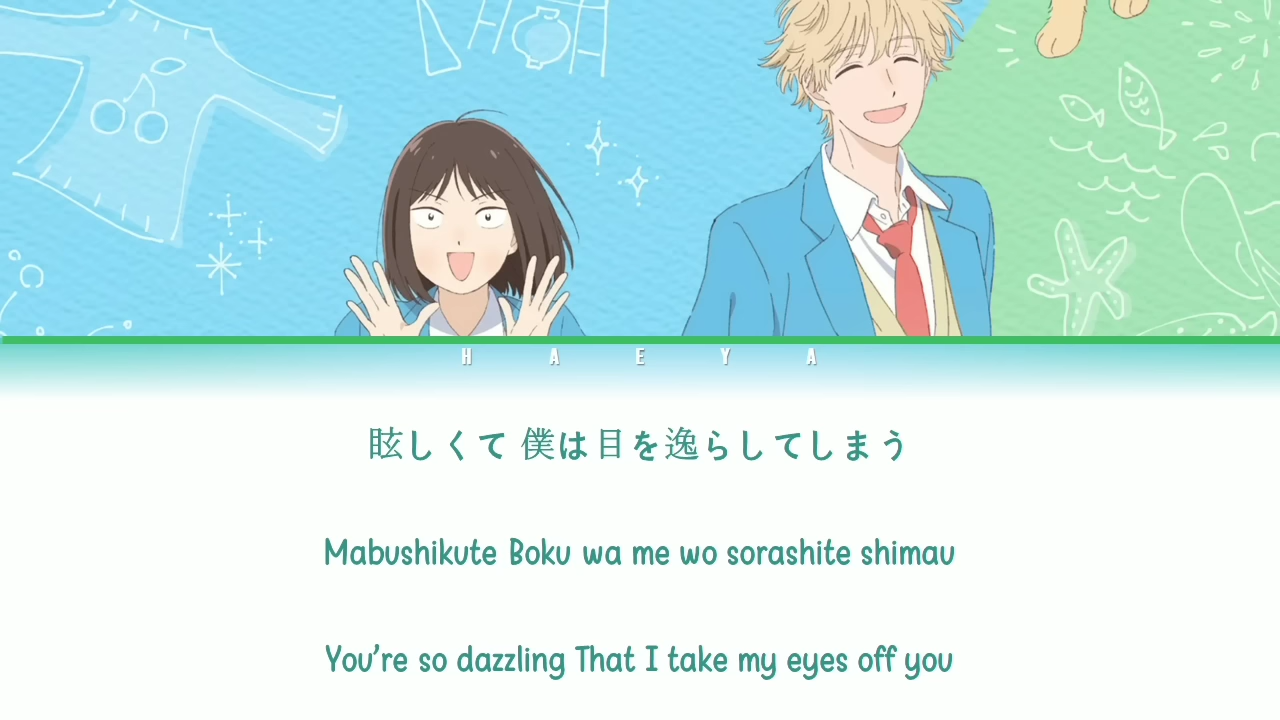 HAEYA
眩しくて 僕は目を逸らしてしまう
Mabushikute Boku wa me wo sorashite shimau
You're so dazzling That I take my eyes off you